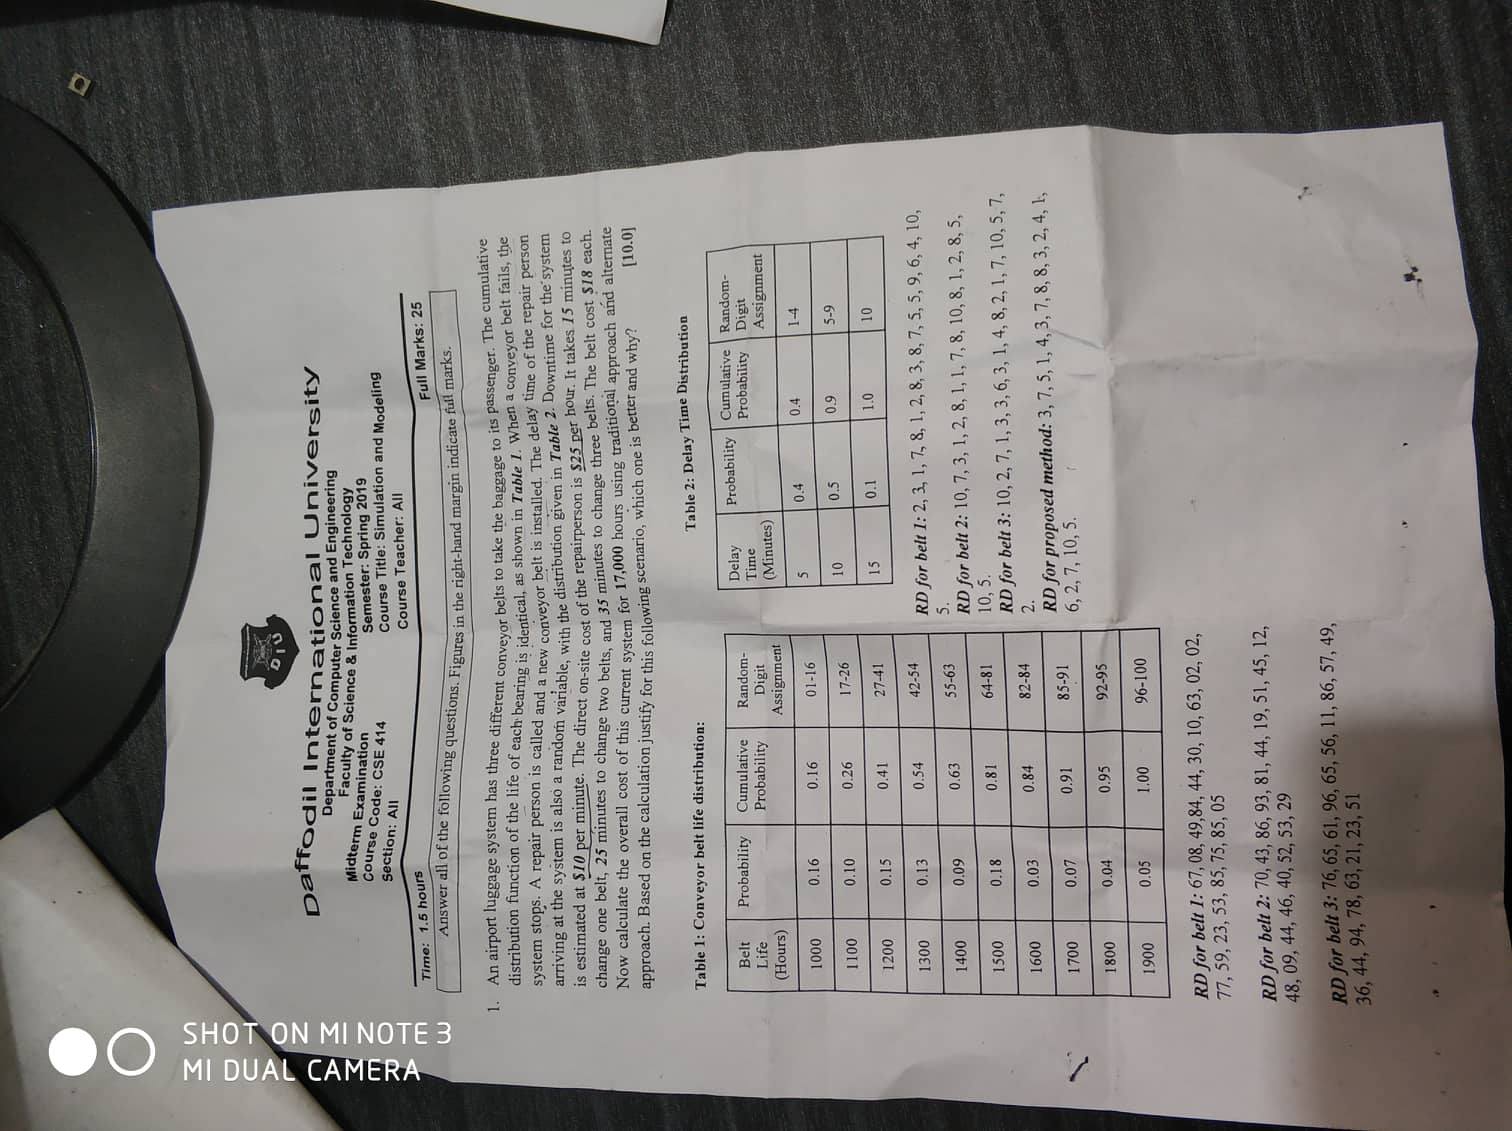 SHOT ON MI NOTE 3
MI DUAL CAMERA
DIU
Daffodil International University
Department of Computer Science and Engineering
Faculty of Science & Information Technology
Midterm Examination
Semester: Spring 2019
Course Code: CSE 414
Course Title: Simulation and Modeling
Section: All
Course Teacher: All
Time: 1.5 hours
Full Marks: 25
Answer all of the following questions. Figures in the right-hand margin indicate full marks.
1. An airport luggage system has three different conveyor belts to take the baggage to its passenger. The cumulative
distribution function of the life of each bearing is identical, as shown in Table 1. When a conveyor belt fails, the
system stops. A repair person is called and a new conveyor belt is installed. The delay time of the repair person
arriving at the system is also a random variable, with the distribution given in Table 2. Downtime for the system
is estimated at $10 per minute. The direct on-site cost of the repairperson is $25 per hour. It takes 15 minutes to
change one belt, 25 minutes to change two belts, and 35 minutes to change three belts. The belt cost $18 each.
Now calculate the overall cost of this current system for 17,000 hours using traditional approach and alternate
approach. Based on the calculation justify for this following scenario, which one is better and why? [10.0]
Table 1: Conveyor belt life distribution:
Belt Life (Hours) Probability Cumulative Probability Random-Digit Assignment
1000 0.16 0.16 01-16
1100 0.10 0.26 17-26
1200 0.15 0.41 27-41
1300 0.13 0.54 42-54
1400 0.09 0.63 55-63
1500 0.18 0.81 64-81
1600 0.03 0.84 82-84
1700 0.07 0.91 85-91
1800 0.04 0.95 92-95
1900 0.05 1.00 96-100
RD for belt 1: 67, 08, 49,84, 44, 30, 10, 63, 02, 02,
77, 59, 23, 53, 85, 75, 85, 05
RD for belt 2: 70, 43, 86, 93, 81, 44, 19, 51, 45, 12,
48, 09, 44, 46, 40, 52, 53, 29
RD for belt 3: 76, 65, 61, 96, 65, 56, 11, 86, 57, 49,
36, 44, 94, 78, 63, 21, 23, 51
Table 2: Delay Time Distribution
Delay Time (Minutes) Probability Cumulative Probability Random-Digit Assignment
5 0.4 0.4 1-4
10 0.5 0.9 5-9
15 0.1 1.0 10
RD for belt 1: 2, 3, 1, 7, 8, 1, 2, 8, 3, 8, 7, 5, 5, 9, 6, 4, 10,
5.
RD for belt 2: 10, 7, 3, 1, 2, 8, 1, 1, 7, 8, 10, 8, 1, 2, 8, 5,
10, 5.
RD for belt 3: 10, 2, 7, 1, 3, 3, 6, 3, 1, 4, 8, 2, 1, 7, 10, 5, 7,
2.
RD for proposed method: 3, 7, 5, 1, 4, 3, 7, 8, 8, 3, 2, 4, 1,
6, 2, 7, 10, 5.